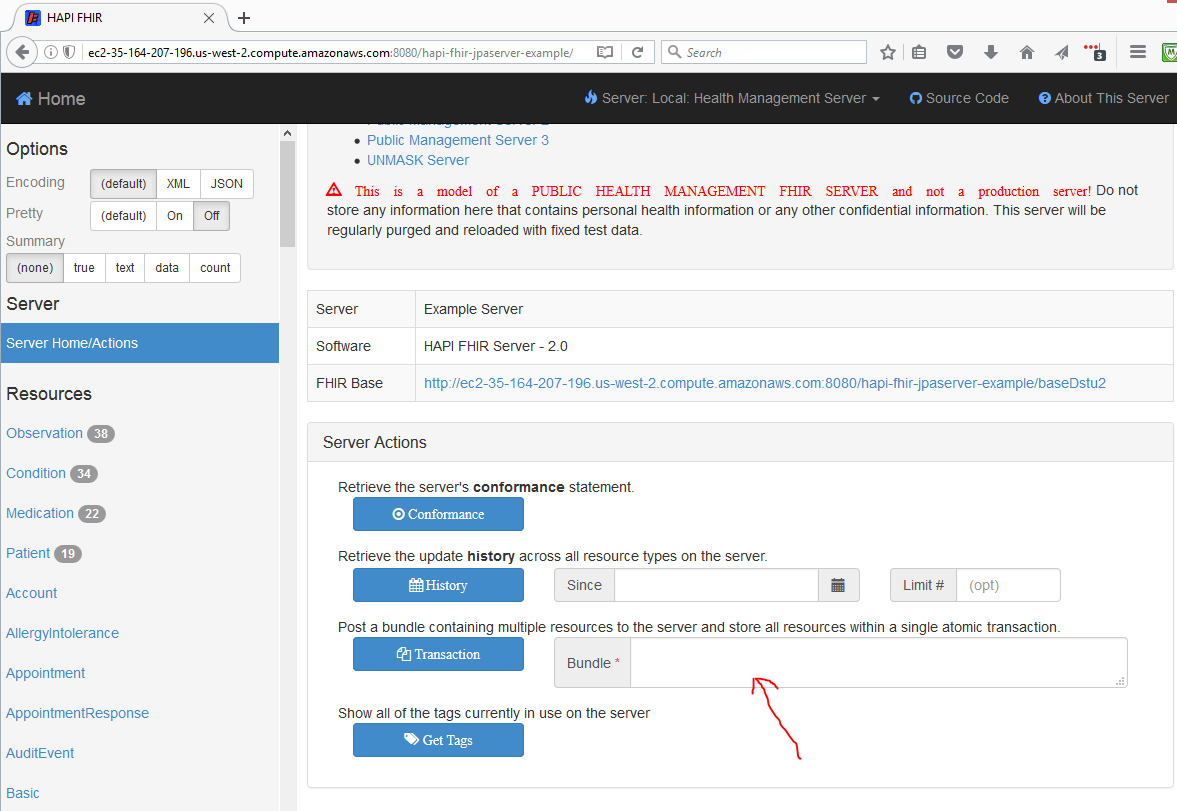 HAPI FHIR
ec2-35-164-207-196.us-west-2.compute.amazonaws.com:8080/hapi-fhir-jpaserver-example/
Search
3
Home
Server: Local: Health Management Server
Source Code
About This Server
Options
Encoding (default) XML JSON
Pretty (default) On Off
Summary
(none) true text data count
Server
Server Home/Actions
Resources
Observation 38
Condition 34
Medication 22
Patient 19
Account
AllergyIntolerance
Appointment
AppointmentResponse
AuditEvent
Basic
Public Management Server 2
Public Management Server 3
UNMASK Server
This is a model of a PUBLIC HEALTH MANAGEMENT FHIR SERVER and not a production server! Do not
store any information here that contains personal health information or any other confidential information. This server will be
regularly purged and reloaded with fixed test data.
Server Example Server
Software HAPI FHIR Server - 2.0
FHIR Base http://ec2-35-164-207-196.us-west-2.compute.amazonaws.com:8080/hapi-fhir-jpaserver-example/baseDstu2
Server Actions
Retrieve the server's conformance statement.
Conformance
Retrieve the update history across all resource types on the server.
History Since Limit # (opt)
Post a bundle containing multiple resources to the server and store all resources within a single atomic transaction.
Transaction Bundle *
Show all of the tags currently in use on the server
Get Tags